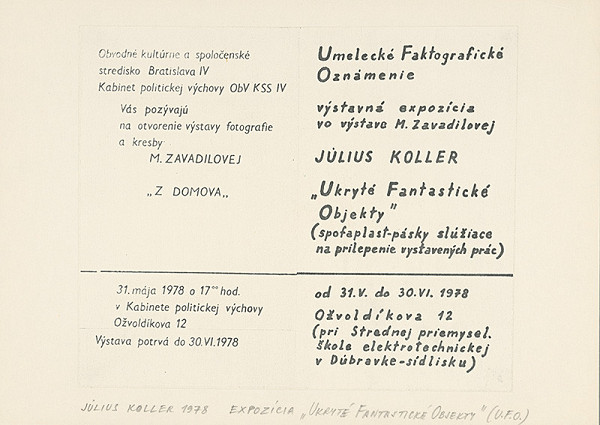 Obvodné kultúrne a spoločenské
stredisko Bratislava IV
Kabinet politickej výchovy ObV KSS IV
Vás pozývajú
na otvorenie výstavy fotografie
a kresby
M. ZAVADILOVEJ
„Z DOMOVA„
31. mája 1978 o 17ºº hod.
v Kabinete politickej výchovy
Ožvoldíkova 12
Výstava potrvá do 30.VI.1978
Umelecké Faktografické
Oznámenie
výstavná expozícia
vo výstave M. Zavadilovej
JÚLIUS KOLLER
„Ukryté Fantastické
Objekty"
(spofaplast-pásky slúžiace
na prilepenie vystavených prác)
od 31.V. do 30.VI. 1978
Ožvoldíkova 12
(pri Strednej priemysel.
škole elektrotechnickej
v Dúbravke-sídlisku)
JÚLIUS KOLLER 1978 EXPOZÍCIA „UKRYTÉ FANTASTICKÉ OBJEKTY" (U.F.O.)